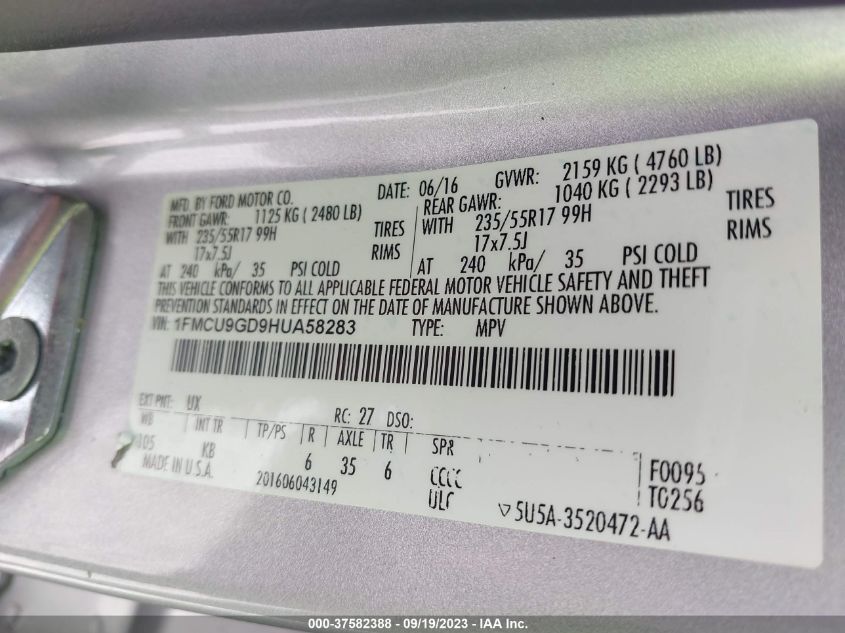 MFD. BY FORD MOTOR CO. DATE: 06/16 GVWR: 2159 KG ( 4760 LB)
FRONT GAWR: 1125 KG ( 2480 LB) REAR GAWR: 1040 KG ( 2293 LB)
WITH 235/55R17 99H TIRES WITH 235/55R17 99H TIRES
17x7.5J RIMS 17x7.5J RIMS
AT 240 kPa/ 35 PSI COLD AT 240 kPa/ 35 PSI COLD
THIS VEHICLE CONFORMS TO ALL APPLICABLE FEDERAL MOTOR VEHICLE SAFETY AND THEFT
PREVENTION STANDARDS IN EFFECT ON THE DATE OF MANUFACTURE SHOWN ABOVE.
VIN: 1FMCU9GD9HUA58283 TYPE: MPV
EXT PNT: UX RC: 27 DSO:
WB INT TR TP/PS R AXLE TR SPR
105 KB 6 35 6 CCCC F0095
MADE IN U.S.A. 201606043149 ULC TG256
5U5A-3520472-AA
000-37582388 - 09/19/2023 - IAA Inc.